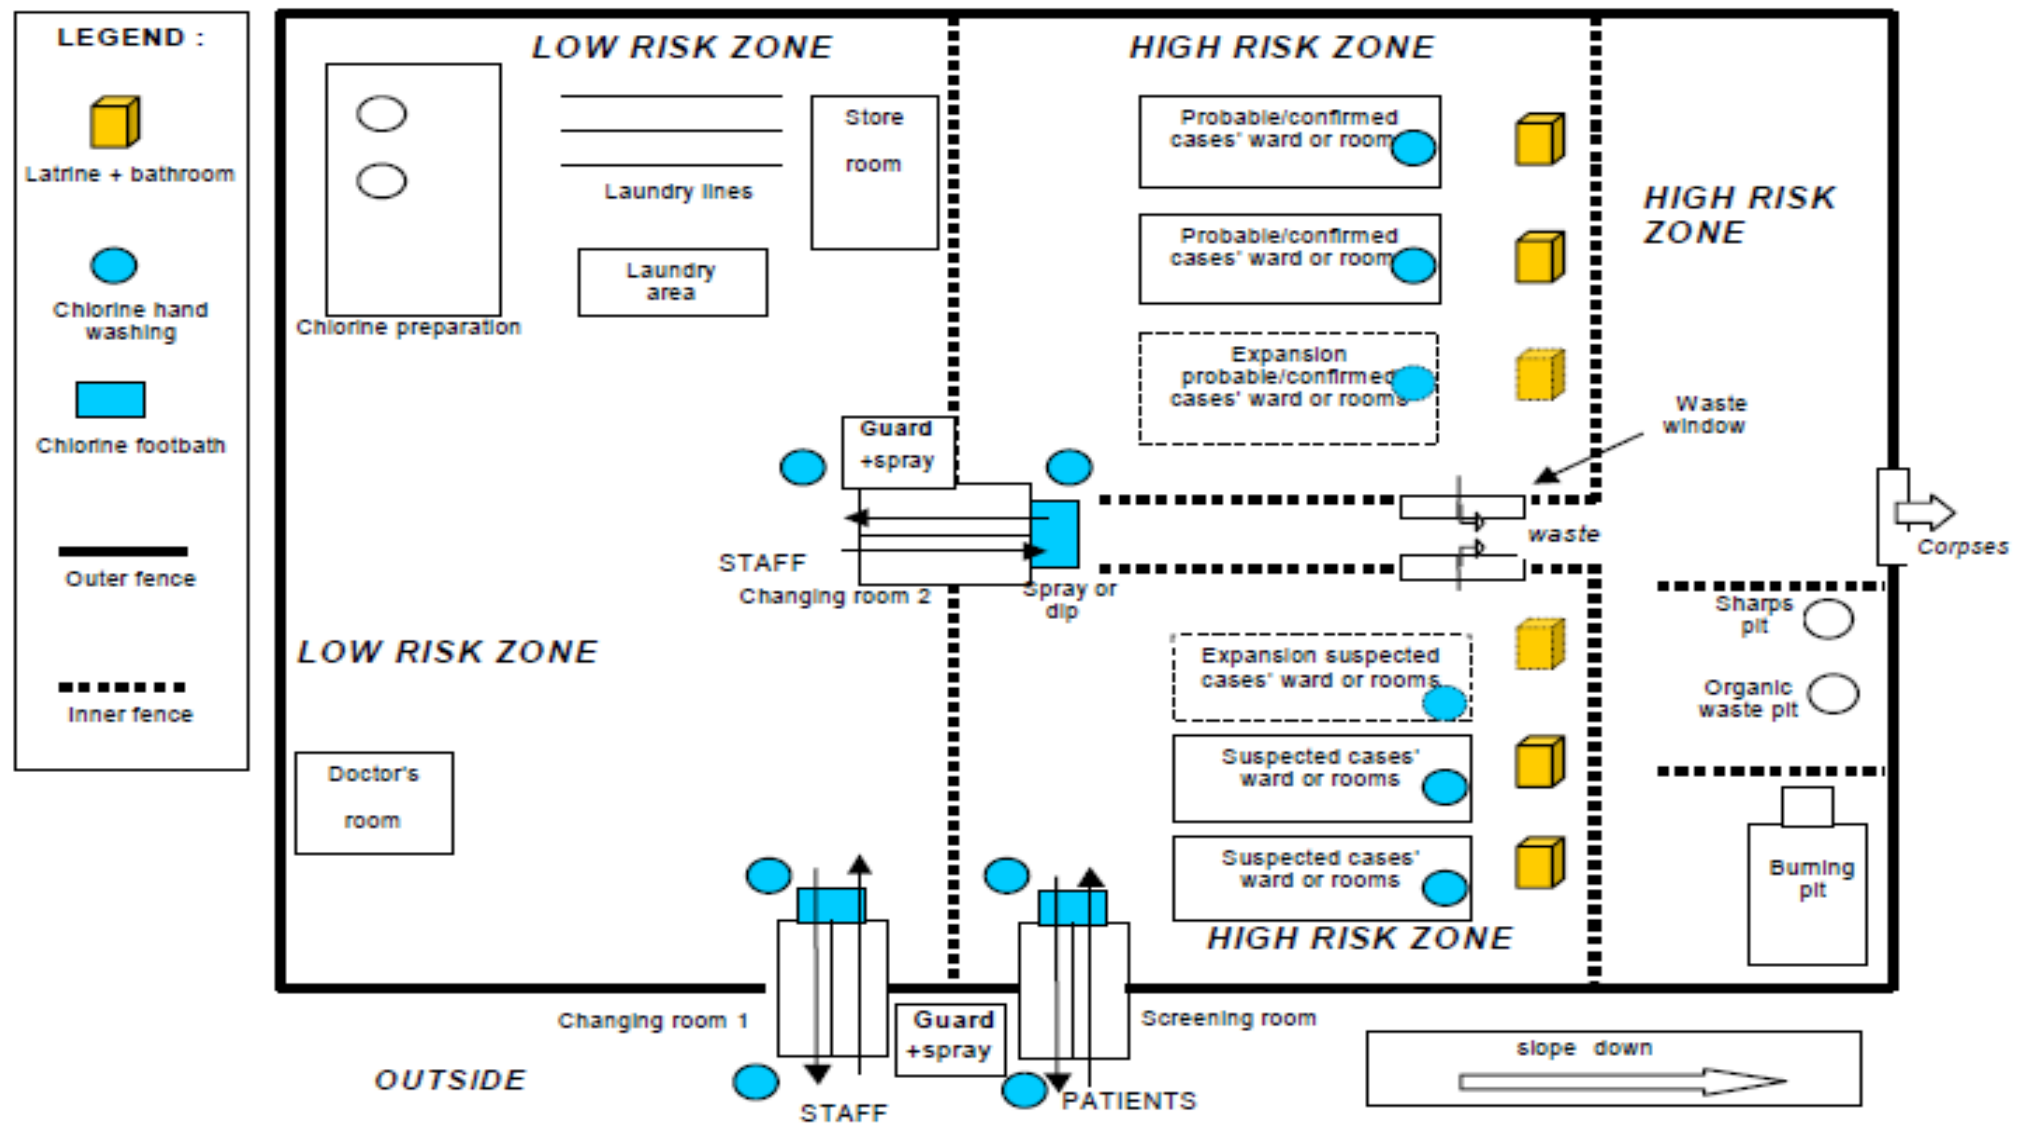 LEGEND :
Latrine + bathroom
Chlorine hand
washing
Chlorine footbath
Outer fence
Inner fence
LOW RISK ZONE
Chlorine preparation
Laundry lines
Laundry
area
Store
room
HIGH RISK ZONE
Probable/confirmed
cases' ward or room
Probable/confirmed
cases' ward or room
Expansion
probable/confirmed
cases' ward or rooms
HIGH RISK
ZONE
Waste
window
Guard
+spray
STAFF
Changing room 2
Spray or
dip
waste
Corpses
Sharps
pit
Organic
waste pit
Burning
pit
LOW RISK ZONE
Doctor's
room
Expansion suspected
cases' ward or rooms
Suspected cases'
ward or rooms
Suspected cases'
ward or rooms
HIGH RISK ZONE
Changing room 1
Guard
+spray
Screening room
OUTSIDE
STAFF
PATIENTS
slope down